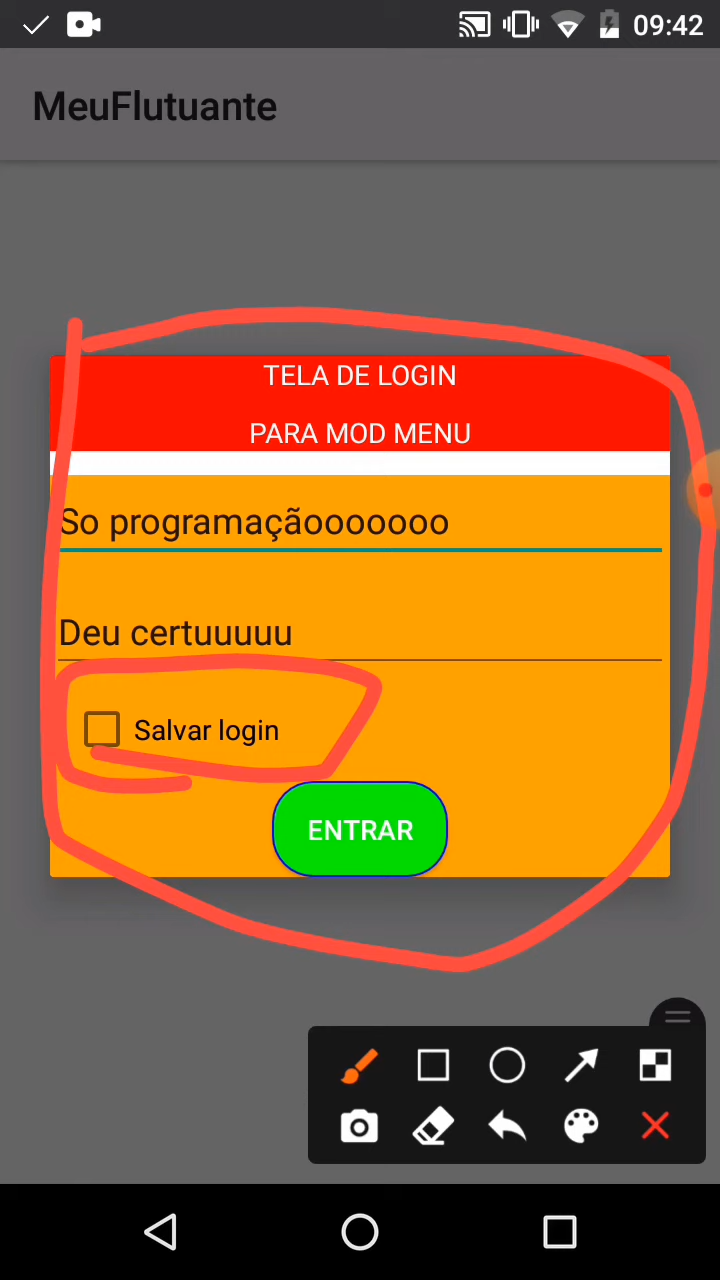 09:42
MeuFlutuante
TELA DE LOGIN
PARA MOD MENU
So programaçãooooooo
Deu certuuuuu
Salvar login
ENTRAR